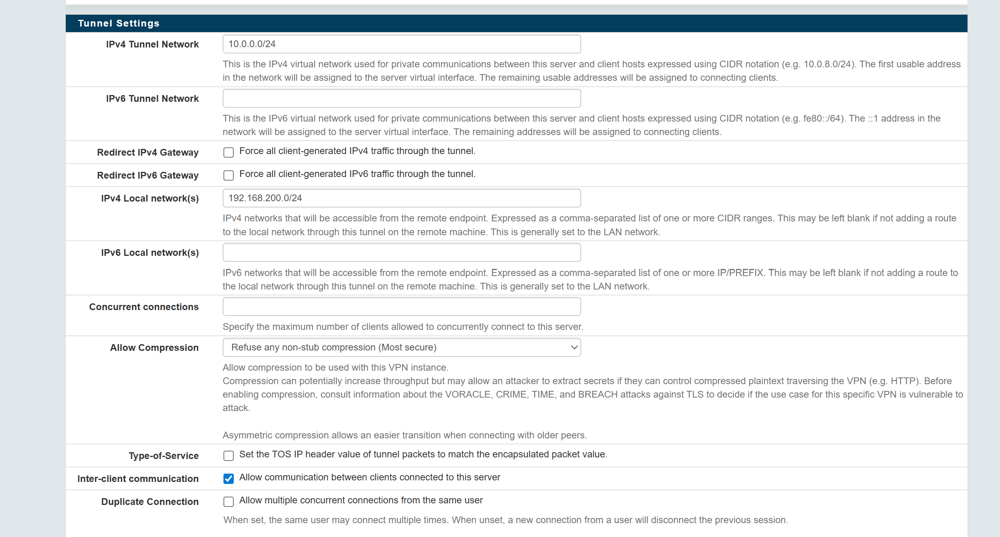 Tunnel Settings
IPv4 Tunnel Network
10.0.0.0/24
This is the IPv4 virtual network used for private communications between this server and client hosts expressed using CIDR notation (e.g. 10.0.8.0/24). The first usable address
in the network will be assigned to the server virtual interface. The remaining usable addresses will be assigned to connecting clients.
IPv6 Tunnel Network
This is the IPv6 virtual network used for private communications between this server and client hosts expressed using CIDR notation (e.g. fe80::/64). The ::1 address in the
network will be assigned to the server virtual interface. The remaining addresses will be assigned to connecting clients.
Redirect IPv4 Gateway
Force all client-generated IPv4 traffic through the tunnel.
Redirect IPv6 Gateway
Force all client-generated IPv6 traffic through the tunnel.
IPv4 Local network(s)
192.168.200.0/24
IPv4 networks that will be accessible from the remote endpoint. Expressed as a comma-separated list of one or more CIDR ranges. This may be left blank if not adding a route
to the local network through this tunnel on the remote machine. This is generally set to the LAN network.
IPv6 Local network(s)
IPv6 networks that will be accessible from the remote endpoint. Expressed as a comma-separated list of one or more IP/PREFIX. This may be left blank if not adding a route to
the local network through this tunnel on the remote machine. This is generally set to the LAN network.
Concurrent connections
Specify the maximum number of clients allowed to concurrently connect to this server.
Allow Compression
Refuse any non-stub compression (Most secure)
Allow compression to be used with this VPN instance.
Compression can potentially increase throughput but may allow an attacker to extract secrets if they can control compressed plaintext traversing the VPN (e.g. HTTP). Before
enabling compression, consult information about the VORACLE, CRIME, TIME, and BREACH attacks against TLS to decide if the use case for this specific VPN is vulnerable to
attack.
Asymmetric compression allows an easier transition when connecting with older peers.
Type-of-Service
Set the TOS IP header value of tunnel packets to match the encapsulated packet value.
Inter-client communication
Allow communication between clients connected to this server
Duplicate Connection
Allow multiple concurrent connections from the same user
When set, the same user may connect multiple times. When unset, a new connection from a user will disconnect the previous session.